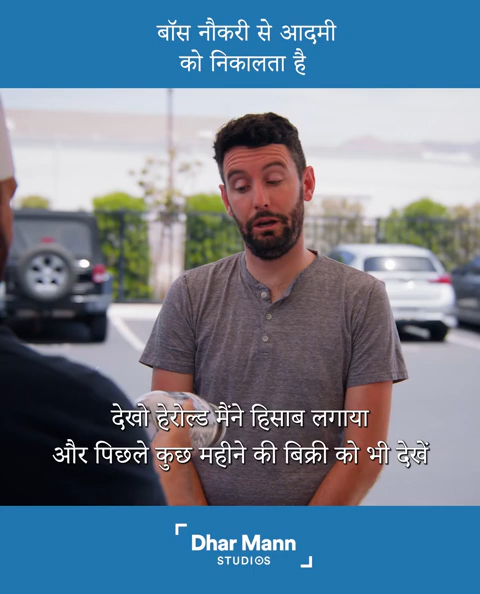 बॉस नौकरी से आदमी
को निकालता है
देखो हेरोल्ड मैंने हिसाब लगाया
और पिछले कुछ महीने की बिक्री को भी देखें
Dhar Mann
STUDIOS